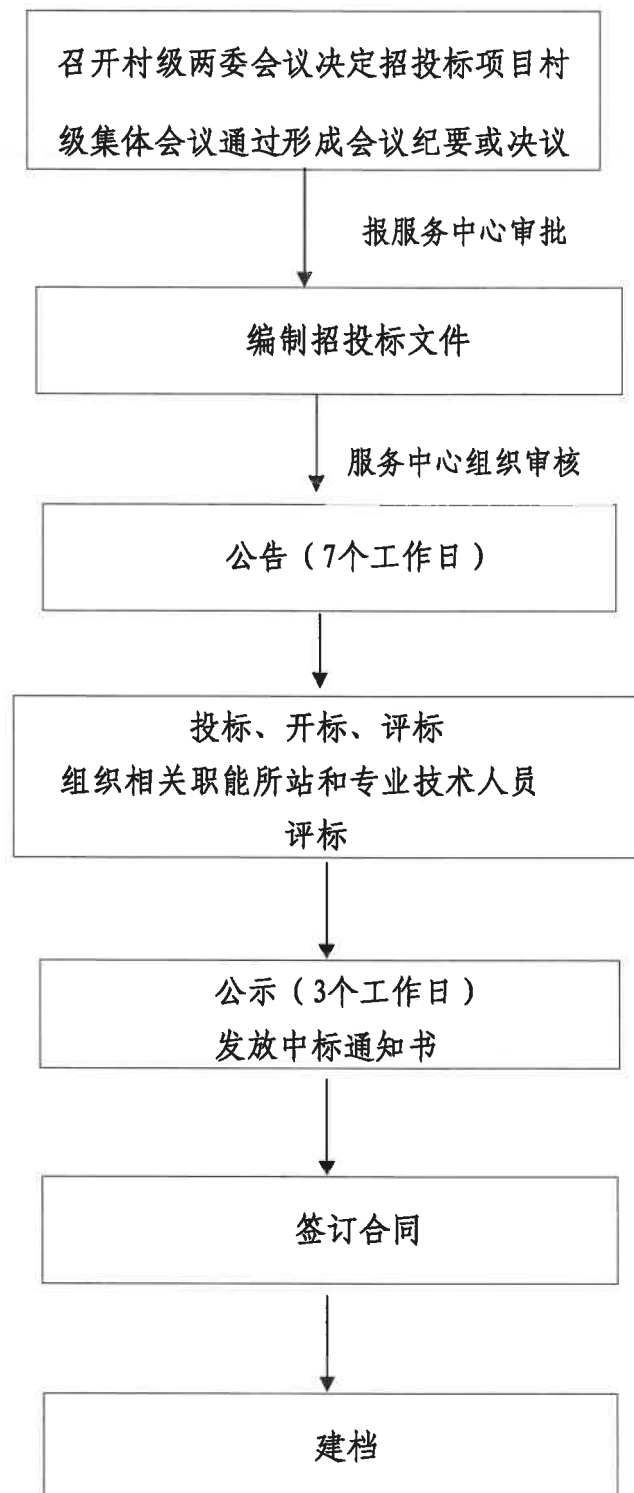 召开村级两委会议决定招投标项目村
级集体会议通过形成会议纪要或决议
报服务中心审批
编制招投标文件
服务中心组织审核
公告（7个工作日）
投标、开标、评标
组织相关职能所站和专业技术人员
评标
公示（3个工作日）
发放中标通知书
签订合同
建档